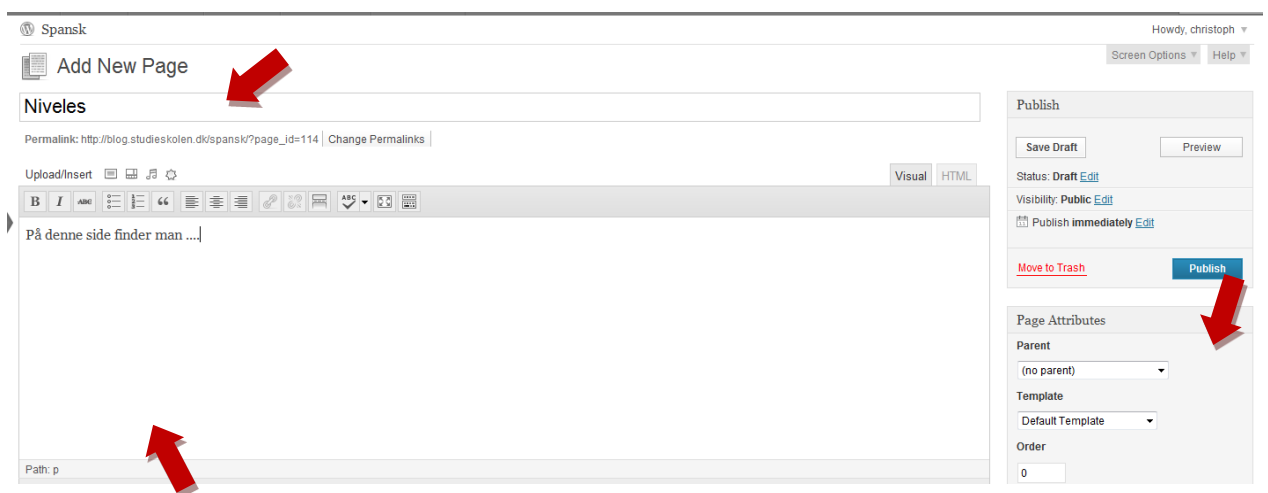 Spansk
Howdy, christoph
Screen Options
Help
Add New Page
Niveles
Permalink: http://blog.studieskolen.dk/spansk/?page_id=114
Change Permalinks
Upload/Insert
Visual
HTML
B I ABC
ABC
På denne side finder man ....
Path: p
Publish
Save Draft
Preview
Status: Draft Edit
Visibility: Public Edit
Publish immediately Edit
Move to Trash
Publish
Page Attributes
Parent
(no parent)
Template
Default Template
Order
0